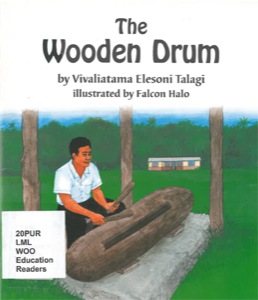 The
Wooden Drum
by Vivaliatama Elesoni Talagi
illustrated by Falcon Halo
20PUR
LML
WOO
Education
Readers